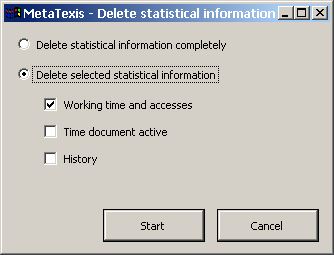 MetaTexis - Delete statistical information
Delete statistical information completely
Delete selected statistical information
Working time and accesses
Time document active
History
Start Cancel